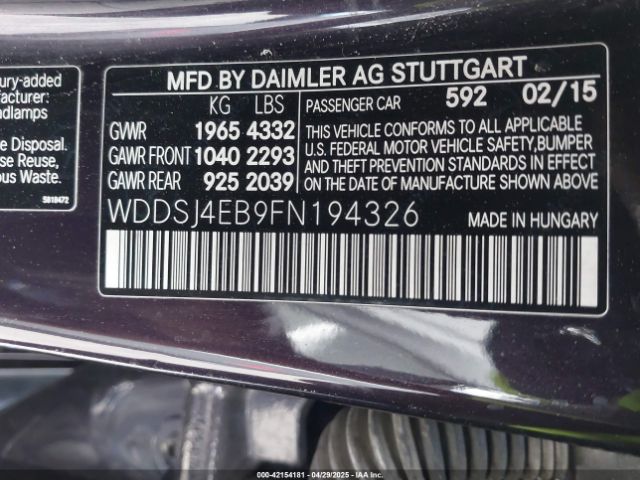 MFD BY DAIMLER AG STUTTGART
KG LBS PASSENGER CAR 592 02/15
GVWR 1965 4332
GAWR FRONT 1040 2293
GAWR REAR 925 2039
THIS VEHICLE CONFORMS TO ALL APPLICABLE
U.S. FEDERAL MOTOR VEHICLE SAFETY, BUMPER
AND THEFT PREVENTION STANDARDS IN EFFECT
ON THE DATE OF MANUFACTURE SHOWN ABOVE.
WDDSJ4EB9FN194326 MADE IN HUNGARY
ury-added
facturer:
eadlamps
e Disposal.
se Reuse,
ous Waste.
5818472
000-42154181 - 04/29/2025 - IAA Inc.